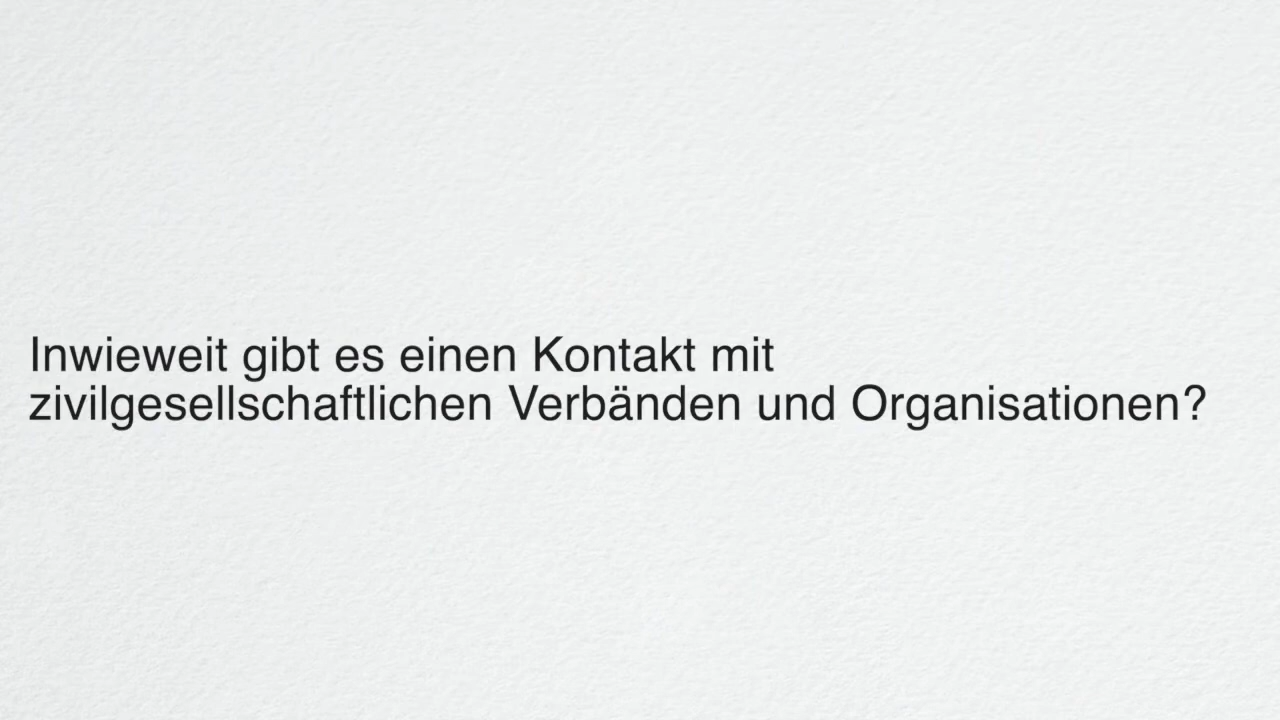 Inwieweit gibt es einen Kontakt mit
zivilgesellschaftlichen Verbänden und Organisationen?